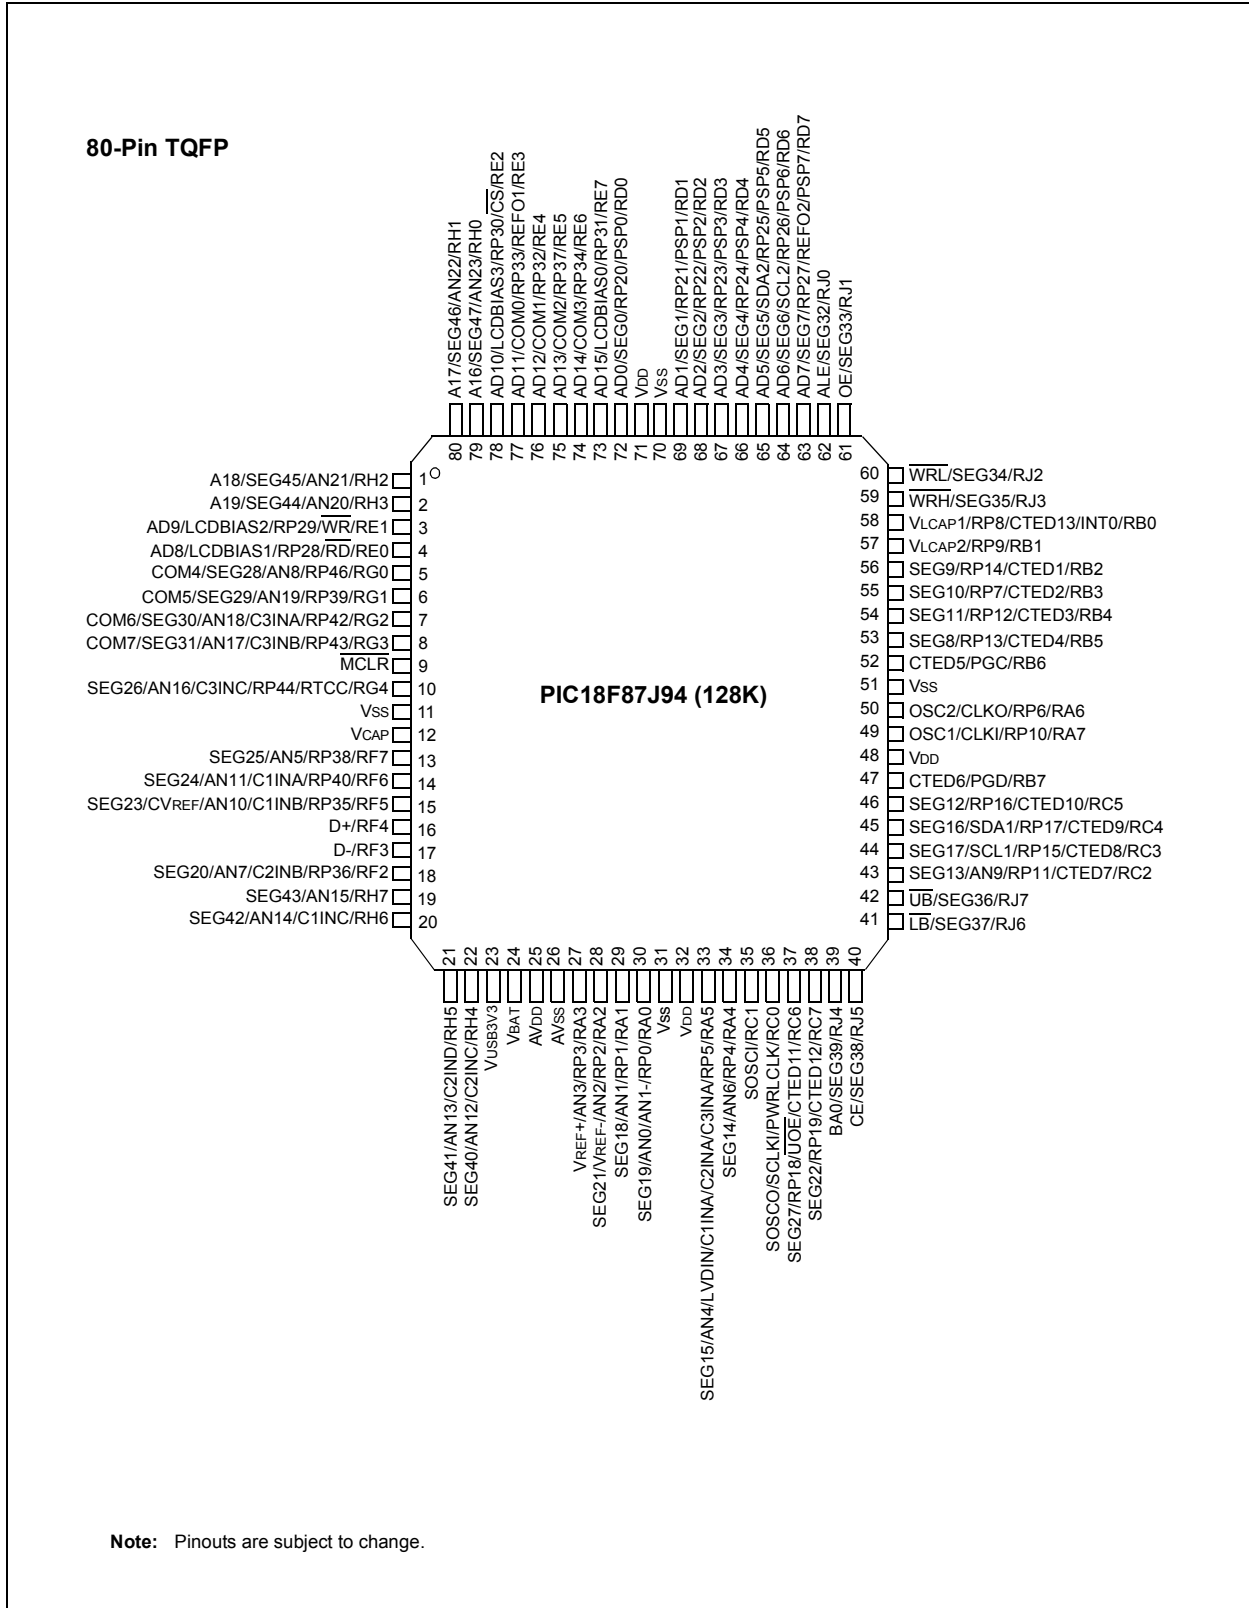 80-Pin TQFP
A17/SEG46/AN22/RH1
A16/SEG47/AN23/RH0
AD10/LCDBIAS3/RP30/C̅S̅/RE2
AD11/COM0/RP33/REFO1/RE3
AD12/COM1/RP32/RE4
AD13/COM2/RP37/RE5
AD14/COM3/RP34/RE6
AD15/LCDBIAS0/RP31/RE7
AD0/SEG0/RP20/PSP0/RD0
VDD
VSS
AD1/SEG1/RP21/PSP1/RD1
AD2/SEG2/RP22/PSP2/RD2
AD3/SEG3/RP23/PSP3/RD3
AD4/SEG4/RP24/PSP4/RD4
AD5/SEG5/SDA2/RP25/PSP5/RD5
AD6/SEG6/SCL2/RP26/PSP6/RD6
AD7/SEG7/RP27/REFO2/PSP7/RD7
ALE/SEG32/RJ0
OE/SEG33/RJ1
80 79 78 77 76 75 74 73 72 71 70 69 68 67 66 65 64 63 62 61
A18/SEG45/AN21/RH2 1
A19/SEG44/AN20/RH3 2
AD9/LCDBIAS2/RP29/W̅R̅/RE1 3
AD8/LCDBIAS1/RP28/R̅D̅/RE0 4
COM4/SEG28/AN8/RP46/RG0 5
COM5/SEG29/AN19/RP39/RG1 6
COM6/SEG30/AN18/C3INA/RP42/RG2 7
COM7/SEG31/AN17/C3INB/RP43/RG3 8
M̅C̅L̅R̅ 9
SEG26/AN16/C3INC/RP44/RTCC/RG4 10
VSS 11
VCAP 12
SEG25/AN5/RP38/RF7 13
SEG24/AN11/C1INA/RP40/RF6 14
SEG23/CVREF/AN10/C1INB/RP35/RF5 15
D+/RF4 16
D-/RF3 17
SEG20/AN7/C2INB/RP36/RF2 18
SEG43/AN15/RH7 19
SEG42/AN14/C1INC/RH6 20
PIC18F87J94 (128K)
60 W̅R̅L̅/SEG34/RJ2
59 W̅R̅H̅/SEG35/RJ3
58 VLCAP1/RP8/CTED13/INT0/RB0
57 VLCAP2/RP9/RB1
56 SEG9/RP14/CTED1/RB2
55 SEG10/RP7/CTED2/RB3
54 SEG11/RP12/CTED3/RB4
53 SEG8/RP13/CTED4/RB5
52 CTED5/PGC/RB6
51 VSS
50 OSC2/CLKO/RP6/RA6
49 OSC1/CLKI/RP10/RA7
48 VDD
47 CTED6/PGD/RB7
46 SEG12/RP16/CTED10/RC5
45 SEG16/SDA1/RP17/CTED9/RC4
44 SEG17/SCL1/RP15/CTED8/RC3
43 SEG13/AN9/RP11/CTED7/RC2
42 U̅B̅/SEG36/RJ7
41 L̅B̅/SEG37/RJ6
21 22 23 24 25 26 27 28 29 30 31 32 33 34 35 36 37 38 39 40
SEG41/AN13/C2IND/RH5
SEG40/AN12/C2INC/RH4
VUSB3V3
VBAT
AVDD
AVSS
VREF+/AN3/RP3/RA3
SEG21/VREF-/AN2/RP2/RA2
SEG18/AN1/RP1/RA1
SEG19/AN0/AN1-/RP0/RA0
Vss
VDD
SEG15/AN4/LVDIN/C1INA/C2INA/C3INA/RP5/RA5
SEG14/AN6/RP4/RA4
SOSCI/RC1
SOSCO/SCLKI/PWRLCLK/RC0
SEG27/RP18/U̅O̅E̅/CTED11/RC6
SEG22/RP19/CTED12/RC7
BA0/SEG39/RJ4
CE/SEG38/RJ5
Note: Pinouts are subject to change.